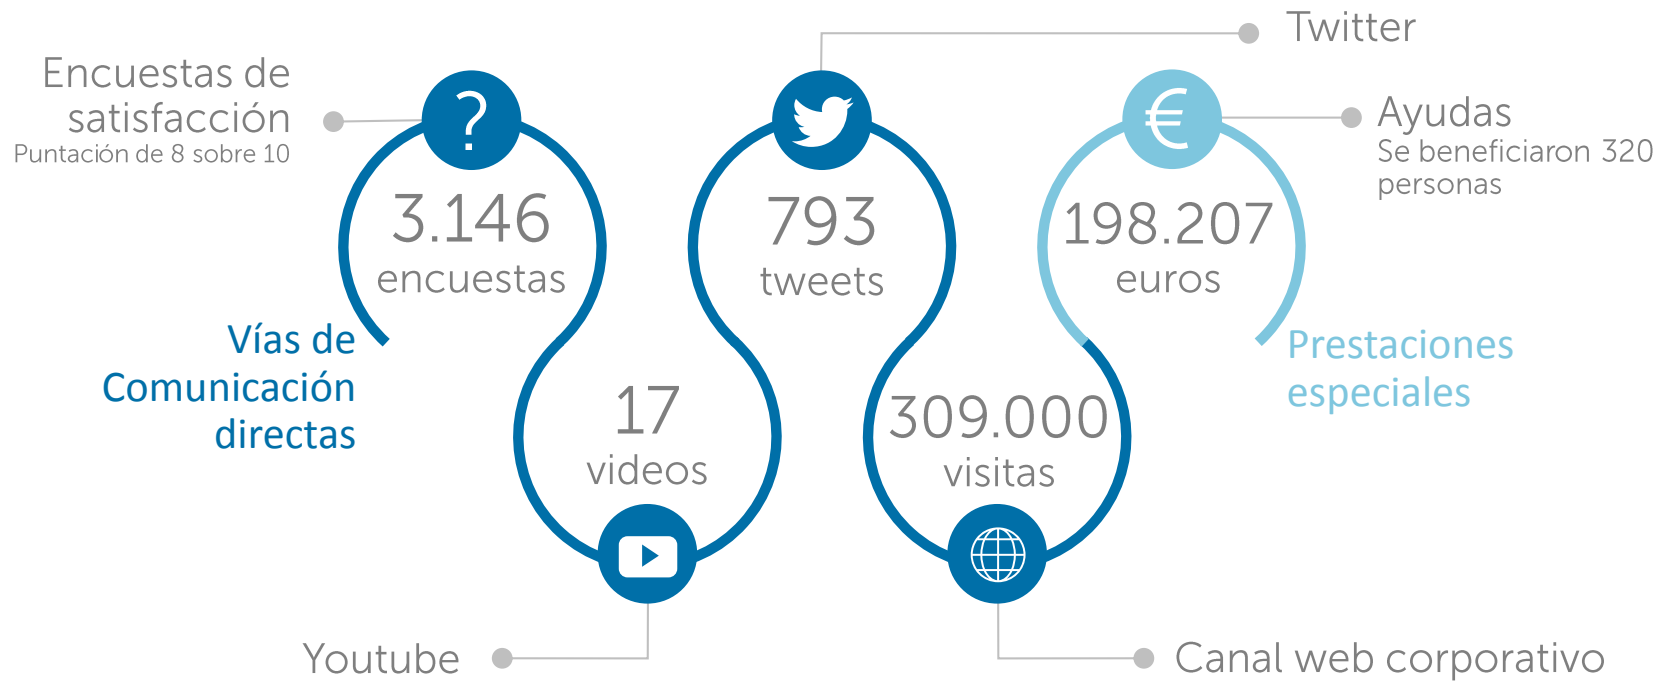 Encuestas de
satisfacción
Puntación de 8 sobre 10
?
3.146
encuestas
Vías de
Comunicación
directas
17
videos
Youtube
Twitter
793
tweets
309.000
visitas
Canal web corporativo
€
198.207
euros
Ayudas
Se beneficiaron 320
personas
Prestaciones
especiales